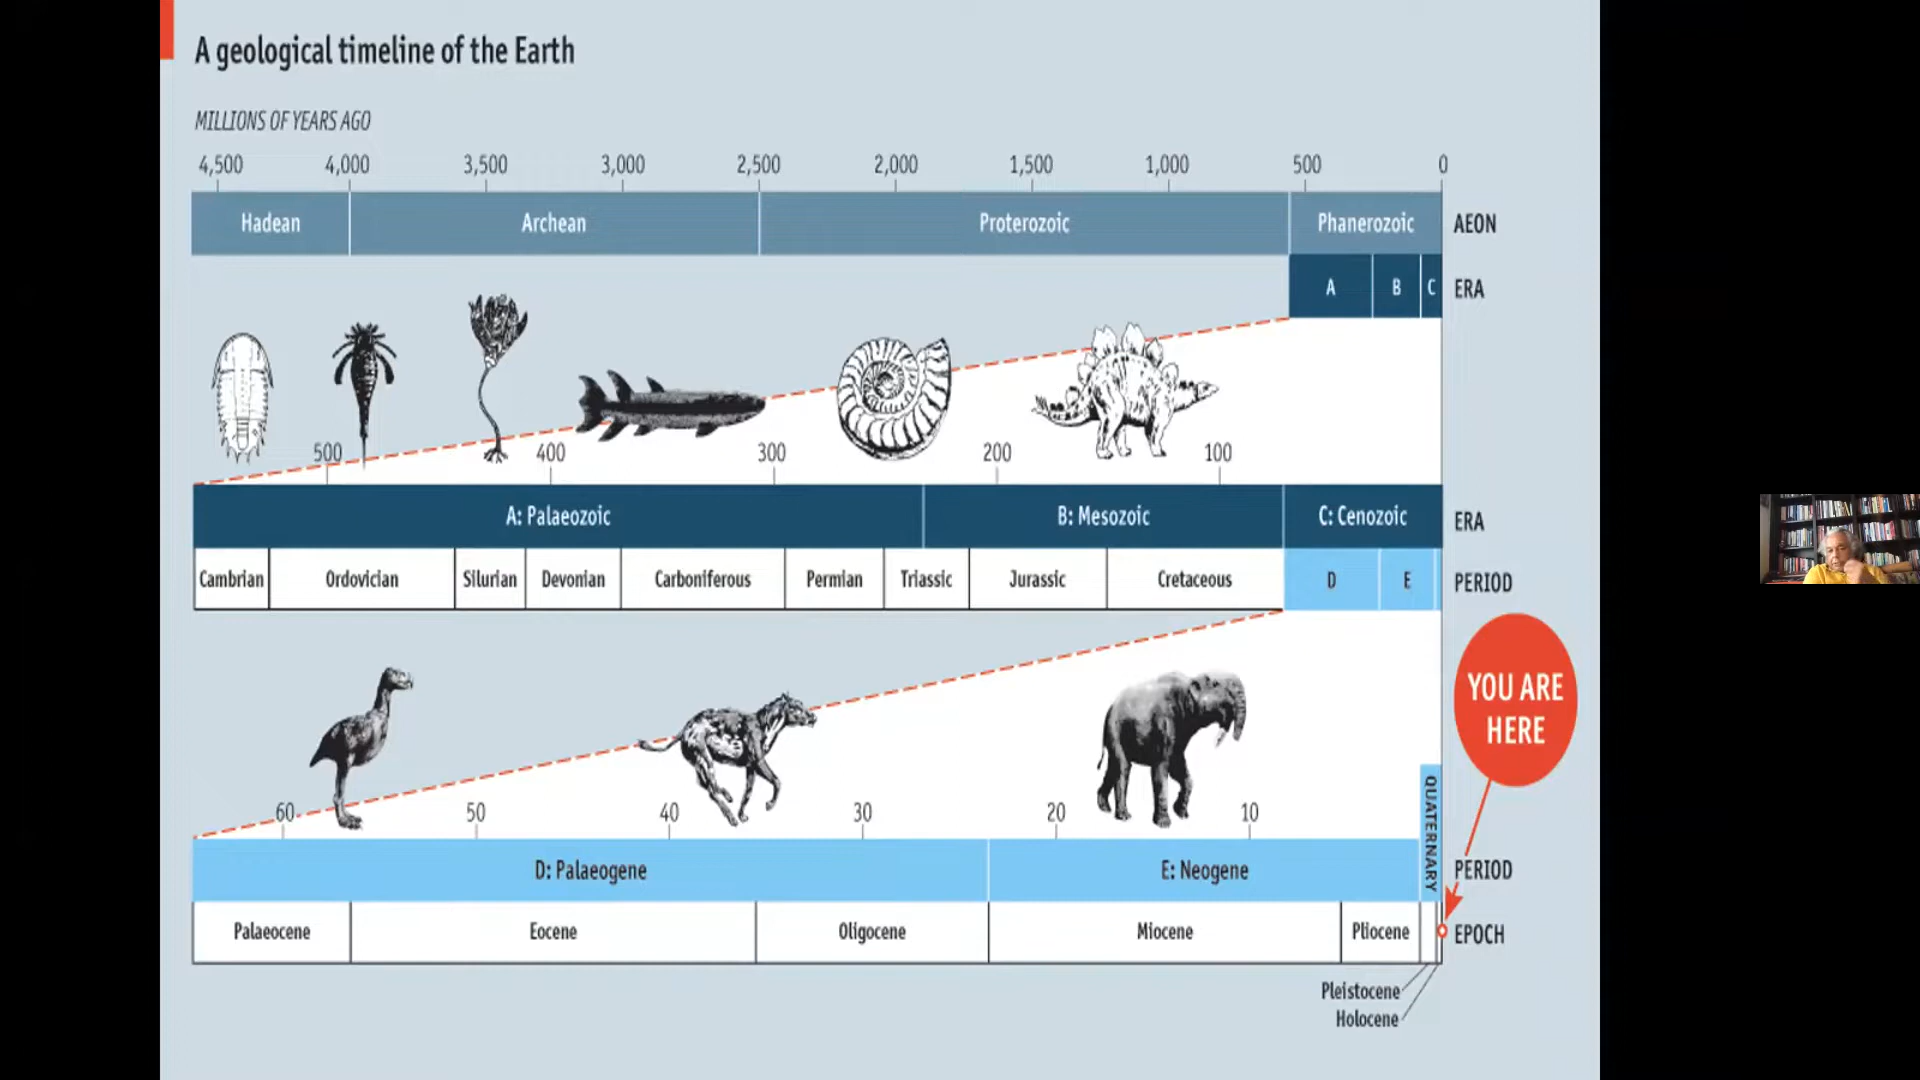 A geological timeline of the Earth
MILLIONS OF YEARS AGO
4,500 4,000 3,500 3,000 2,500 2,000 1,500 1,000 500 0
Hadean Archean Proterozoic Phanerozoic AEON
A B C ERA
500 400 300 200 100
A: Palaeozoic B: Mesozoic C: Cenozoic ERA
Cambrian Ordovician Silurian Devonian Carboniferous Permian Triassic Jurassic Cretaceous D E PERIOD
YOU ARE
HERE
60 50 40 30 20 10
D: Palaeogene E: Neogene QUATERNARY PERIOD
Palaeocene Eocene Oligocene Miocene Pliocene EPOCH
Pleistocene
Holocene